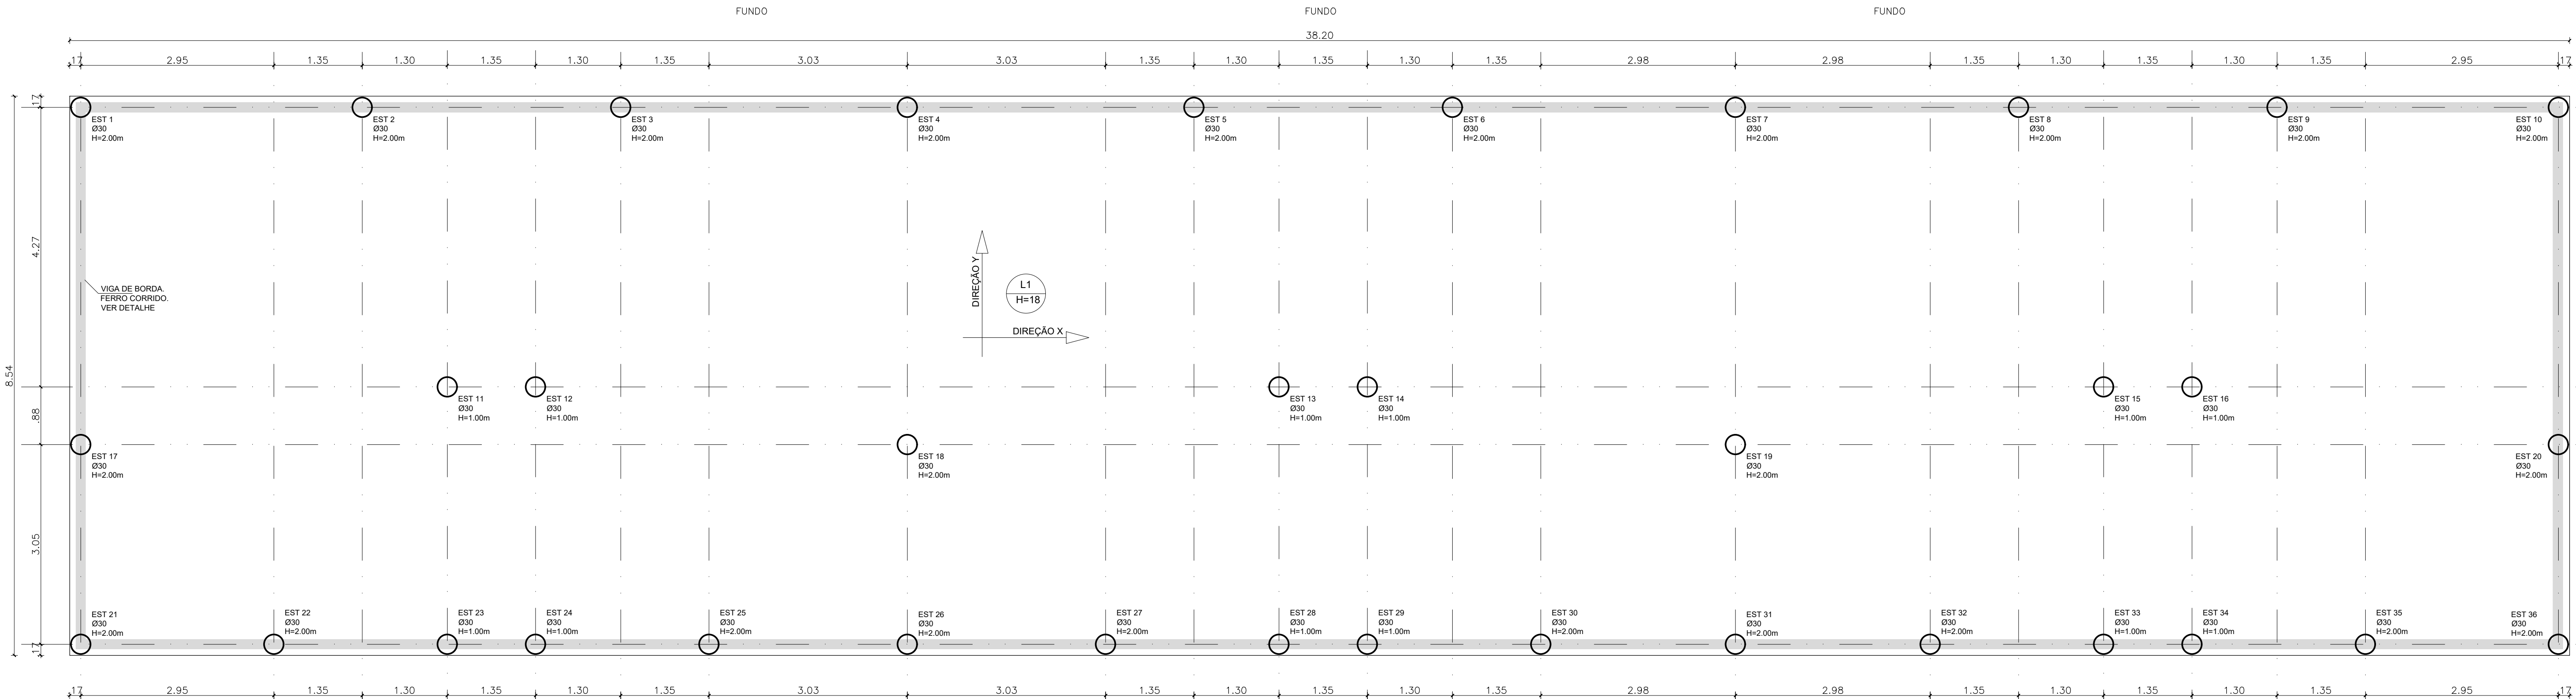 FUNDO
FUNDO
FUNDO
38.20
.17
2.95
1.35
1.30
1.35
1.30
1.35
3.03
3.03
1.35
1.30
1.35
1.30
1.35
2.98
2.98
1.35
1.30
1.35
1.30
1.35
2.95
.17
.17
EST 1
Ø30
H=2.00m
EST 2
Ø30
H=2.00m
EST 3
Ø30
H=2.00m
EST 4
Ø30
H=2.00m
EST 5
Ø30
H=2.00m
EST 6
Ø30
H=2.00m
EST 7
Ø30
H=2.00m
EST 8
Ø30
H=2.00m
EST 9
Ø30
H=2.00m
EST 10
Ø30
H=2.00m
4.27
VIGA DE BORDA.
FERRO CORRIDO.
VER DETALHE
DIREÇÃO Y
L1
H=18
DIREÇÃO X
8.54
.88
EST 11
Ø30
H=1.00m
EST 12
Ø30
H=1.00m
EST 13
Ø30
H=1.00m
EST 14
Ø30
H=1.00m
EST 15
Ø30
H=1.00m
EST 16
Ø30
H=1.00m
EST 17
Ø30
H=2.00m
EST 18
Ø30
H=2.00m
EST 19
Ø30
H=2.00m
EST 20
Ø30
H=2.00m
3.05
EST 21
Ø30
H=2.00m
EST 22
Ø30
H=2.00m
EST 23
Ø30
H=1.00m
EST 24
Ø30
H=1.00m
EST 25
Ø30
H=2.00m
EST 26
Ø30
H=2.00m
EST 27
Ø30
H=2.00m
EST 28
Ø30
H=1.00m
EST 29
Ø30
H=1.00m
EST 30
Ø30
H=2.00m
EST 31
Ø30
H=2.00m
EST 32
Ø30
H=2.00m
EST 33
Ø30
H=1.00m
EST 34
Ø30
H=1.00m
EST 35
Ø30
H=2.00m
EST 36
Ø30
H=2.00m
.17
.17
2.95
1.35
1.30
1.35
1.30
1.35
3.03
3.03
1.35
1.30
1.35
1.30
1.35
2.98
2.98
1.35
1.30
1.35
1.30
1.35
2.95
.17